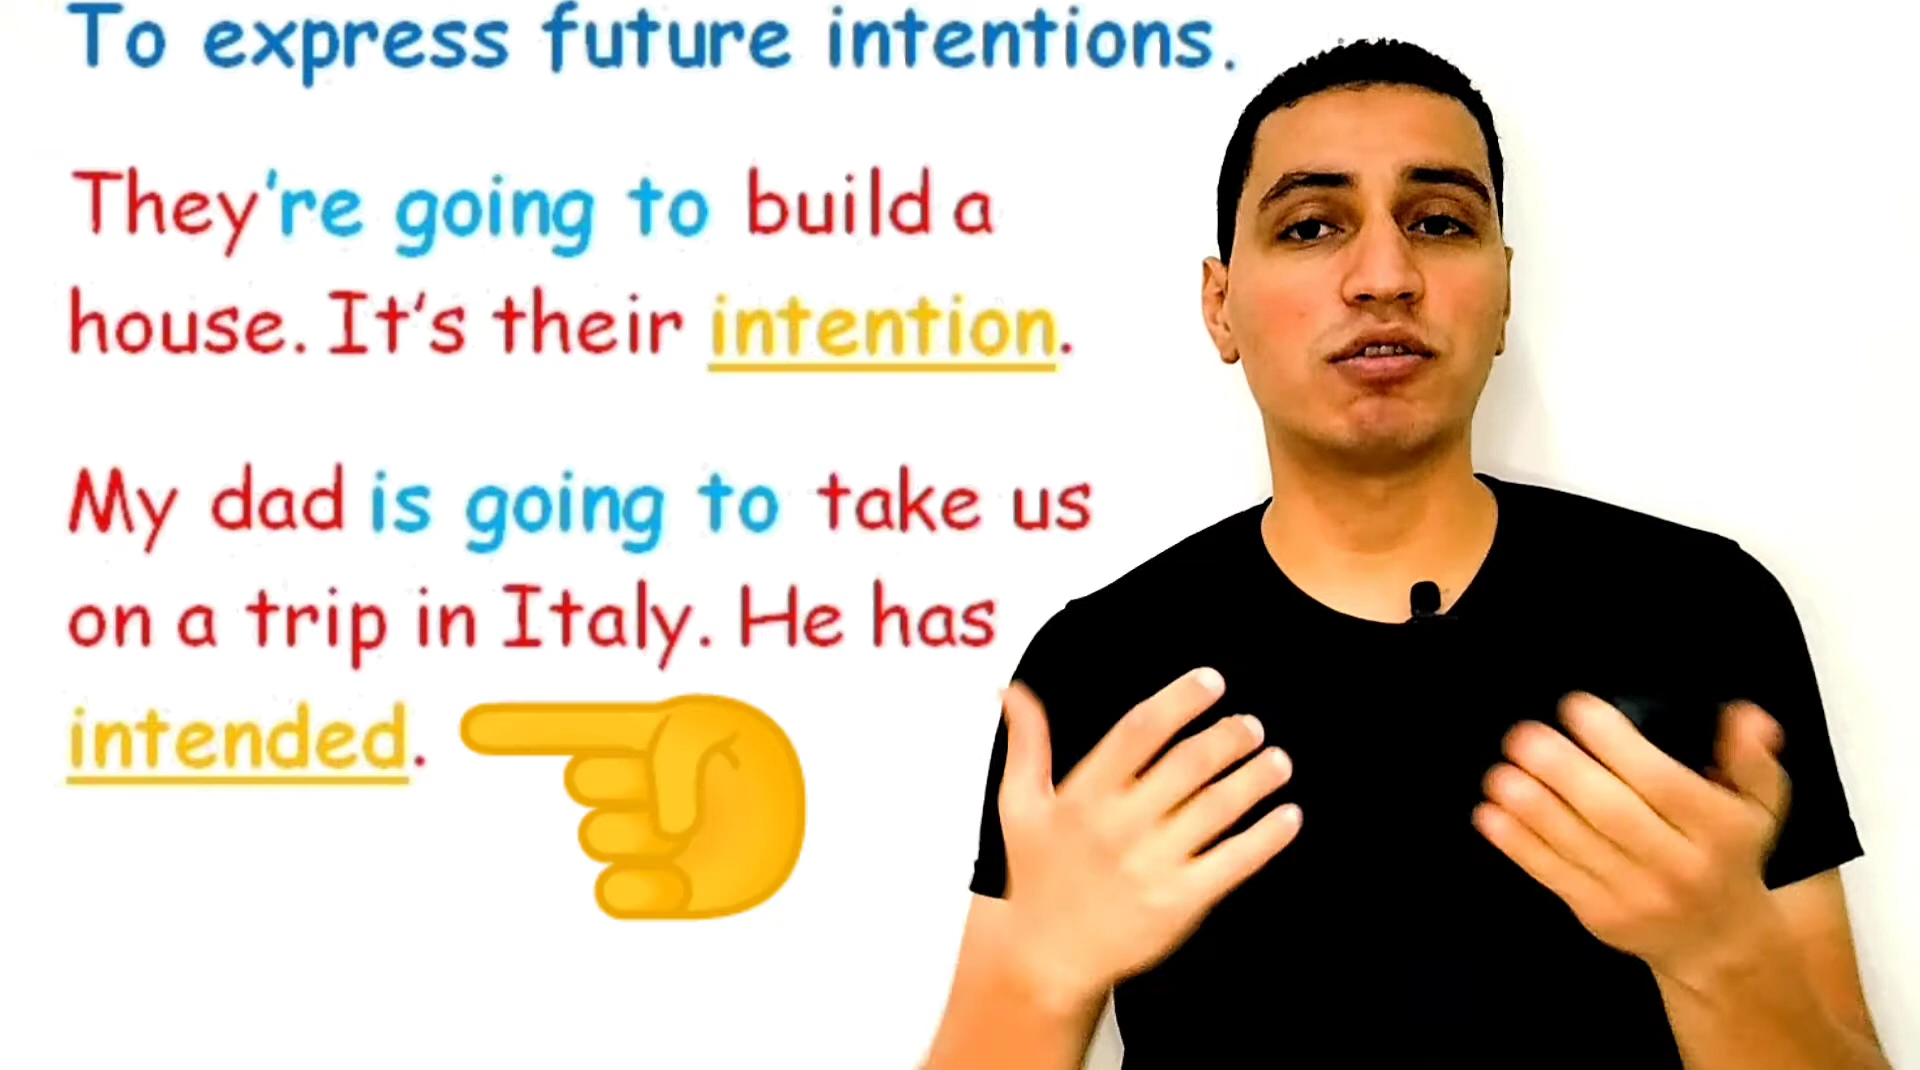 To express future intentions.
They're going to build a
house. It's their intention.
My dad is going to take us
on a trip in Italy. He has
intended.